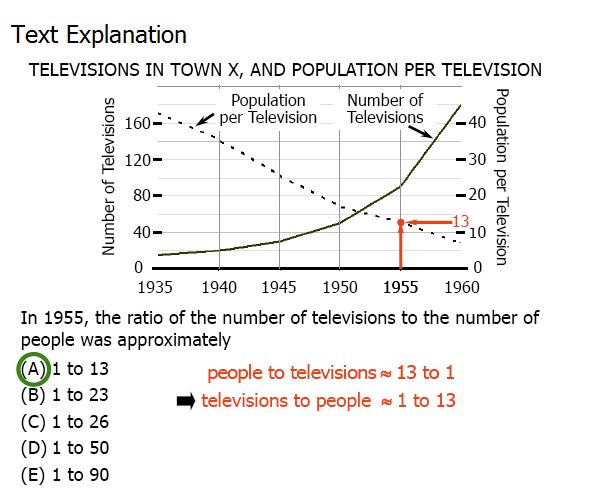 Text Explanation
TELEVISIONS IN TOWN X, AND POPULATION PER TELEVISION
Population
per Television
Number of
Televisions
Number of Televisions
160
120
80
40
0
Population per Television
40
30
20
13
10
0
1935 1940 1945 1950 1955 1960
In 1955, the ratio of the number of televisions to the number of
people was approximately
(A) 1 to 13
(B) 1 to 23
(C) 1 to 26
(D) 1 to 50
(E) 1 to 90
people to televisions ≈ 13 to 1
televisions to people ≈ 1 to 13